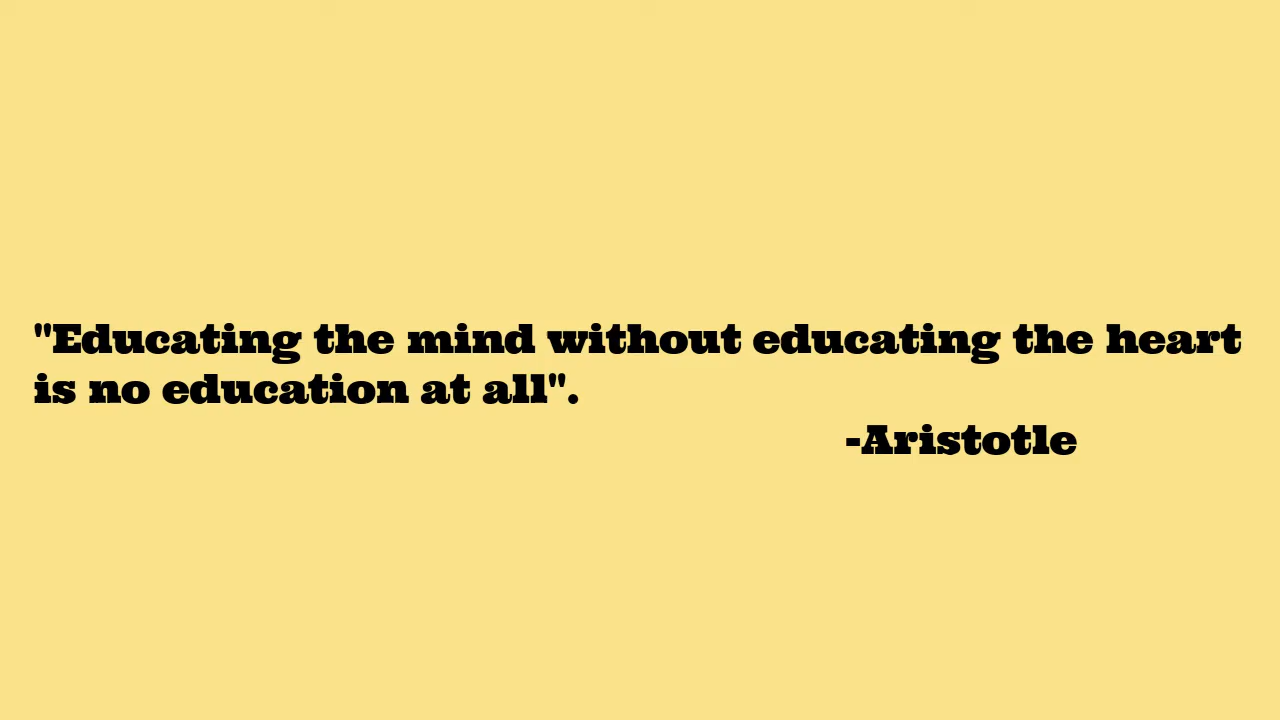 "Educating the mind without educating the heart
is no education at all".
-Aristotle